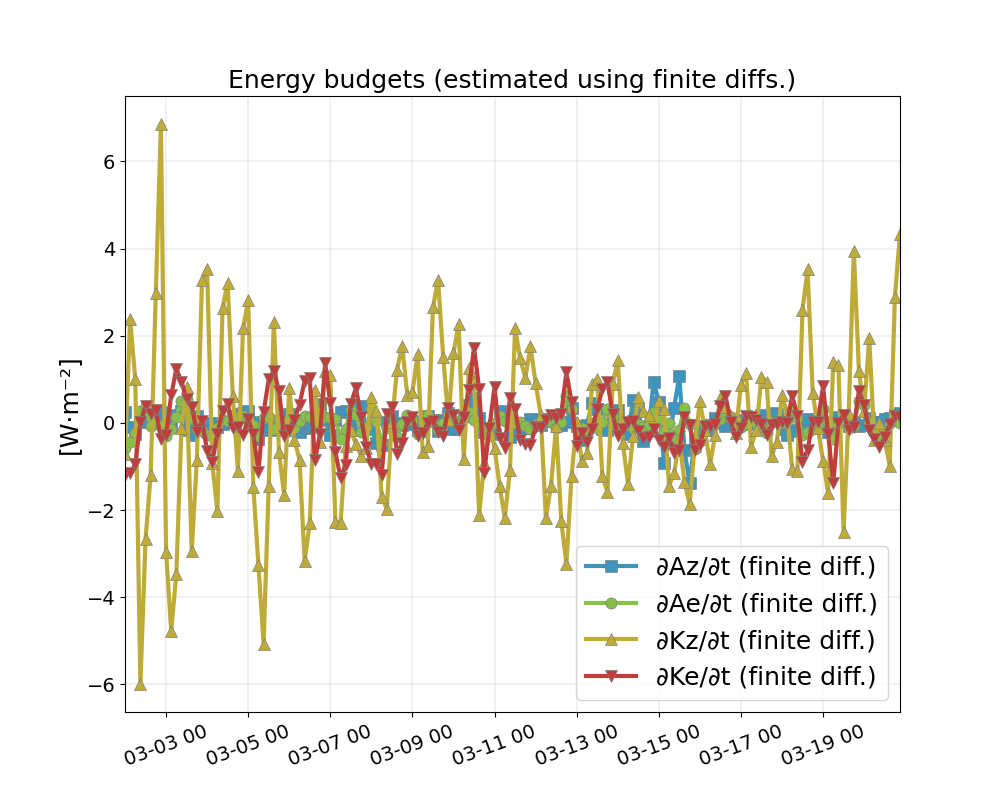 Energy budgets (estimated using finite diffs.)
[W·m⁻²]
6
4
2
0
−2
−4
−6
∂Az/∂t (finite diff.)
∂Ae/∂t (finite diff.)
∂Kz/∂t (finite diff.)
∂Ke/∂t (finite diff.)
03-03 00
03-05 00
03-07 00
03-09 00
03-11 00
03-13 00
03-15 00
03-17 00
03-19 00